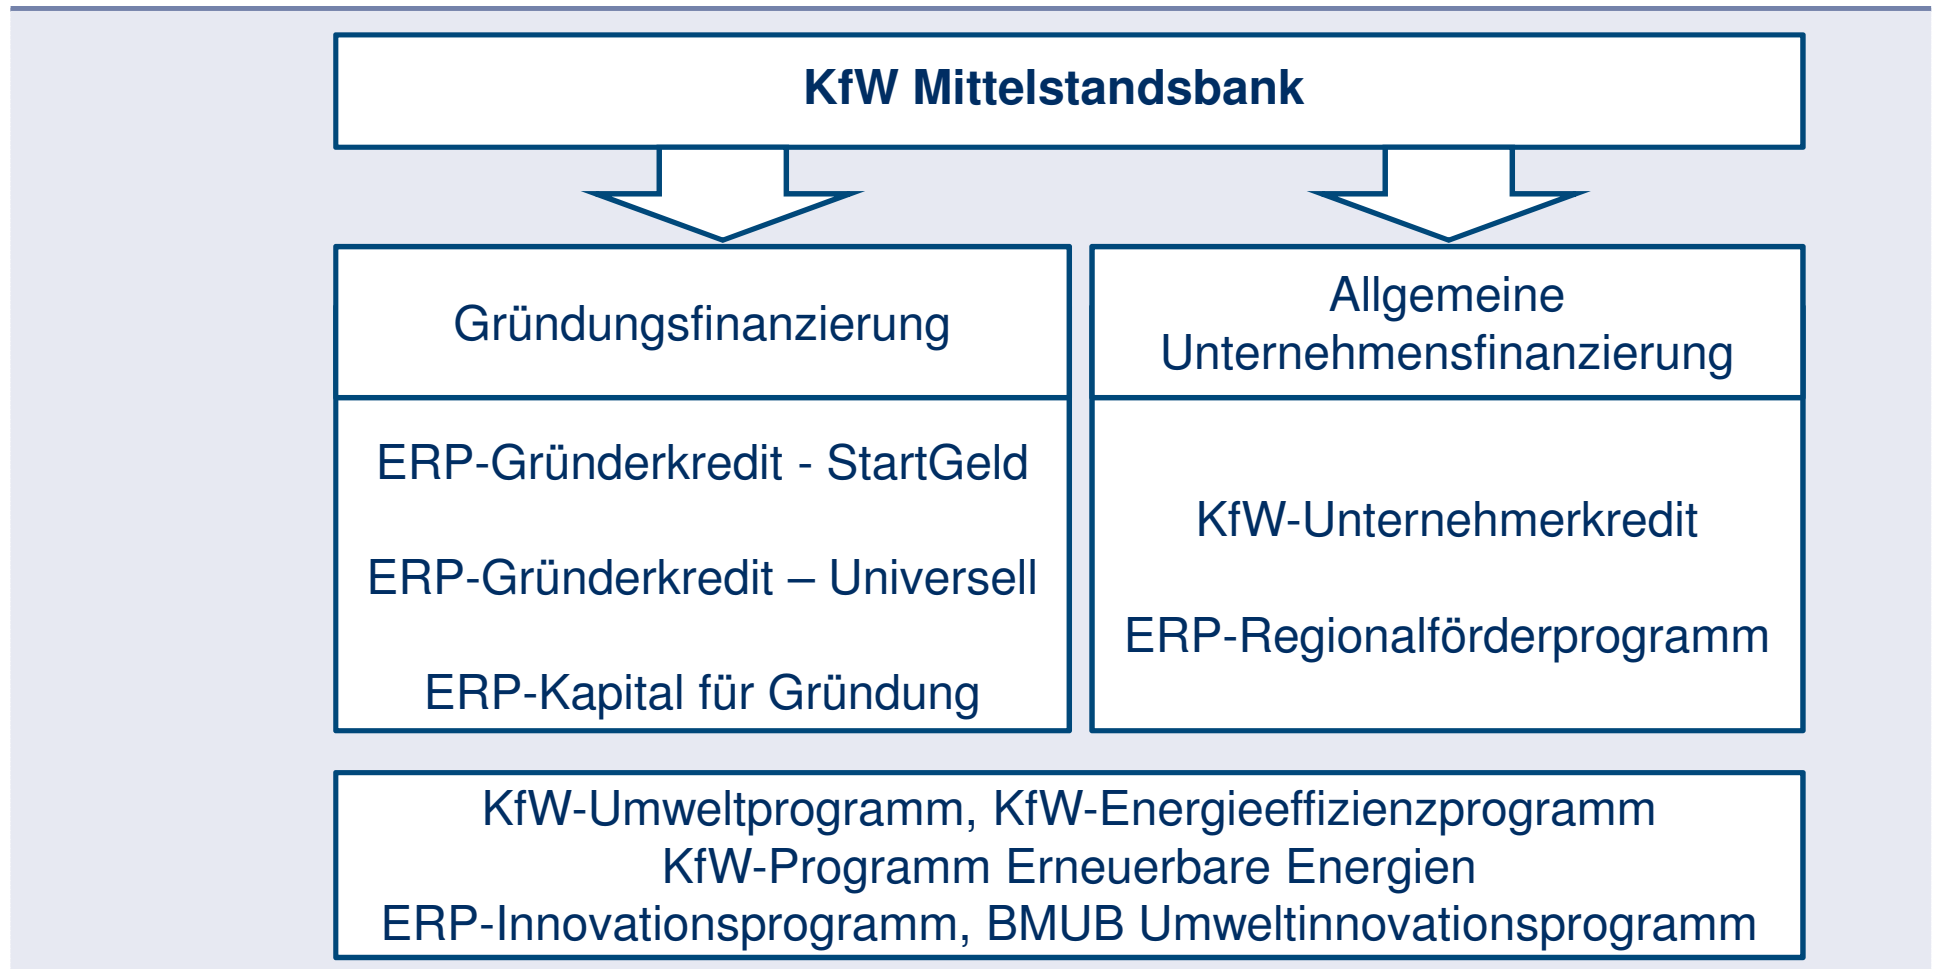 KfW Mittelstandsbank
Gründungsfinanzierung
ERP-Gründerkredit - StartGeld
ERP-Gründerkredit – Universell
ERP-Kapital für Gründung
Allgemeine
Unternehmensfinanzierung
KfW-Unternehmerkredit
ERP-Regionalförderprogramm
KfW-Umweltprogramm, KfW-Energieeffizienzprogramm
KfW-Programm Erneuerbare Energien
ERP-Innovationsprogramm, BMUB Umweltinnovationsprogramm